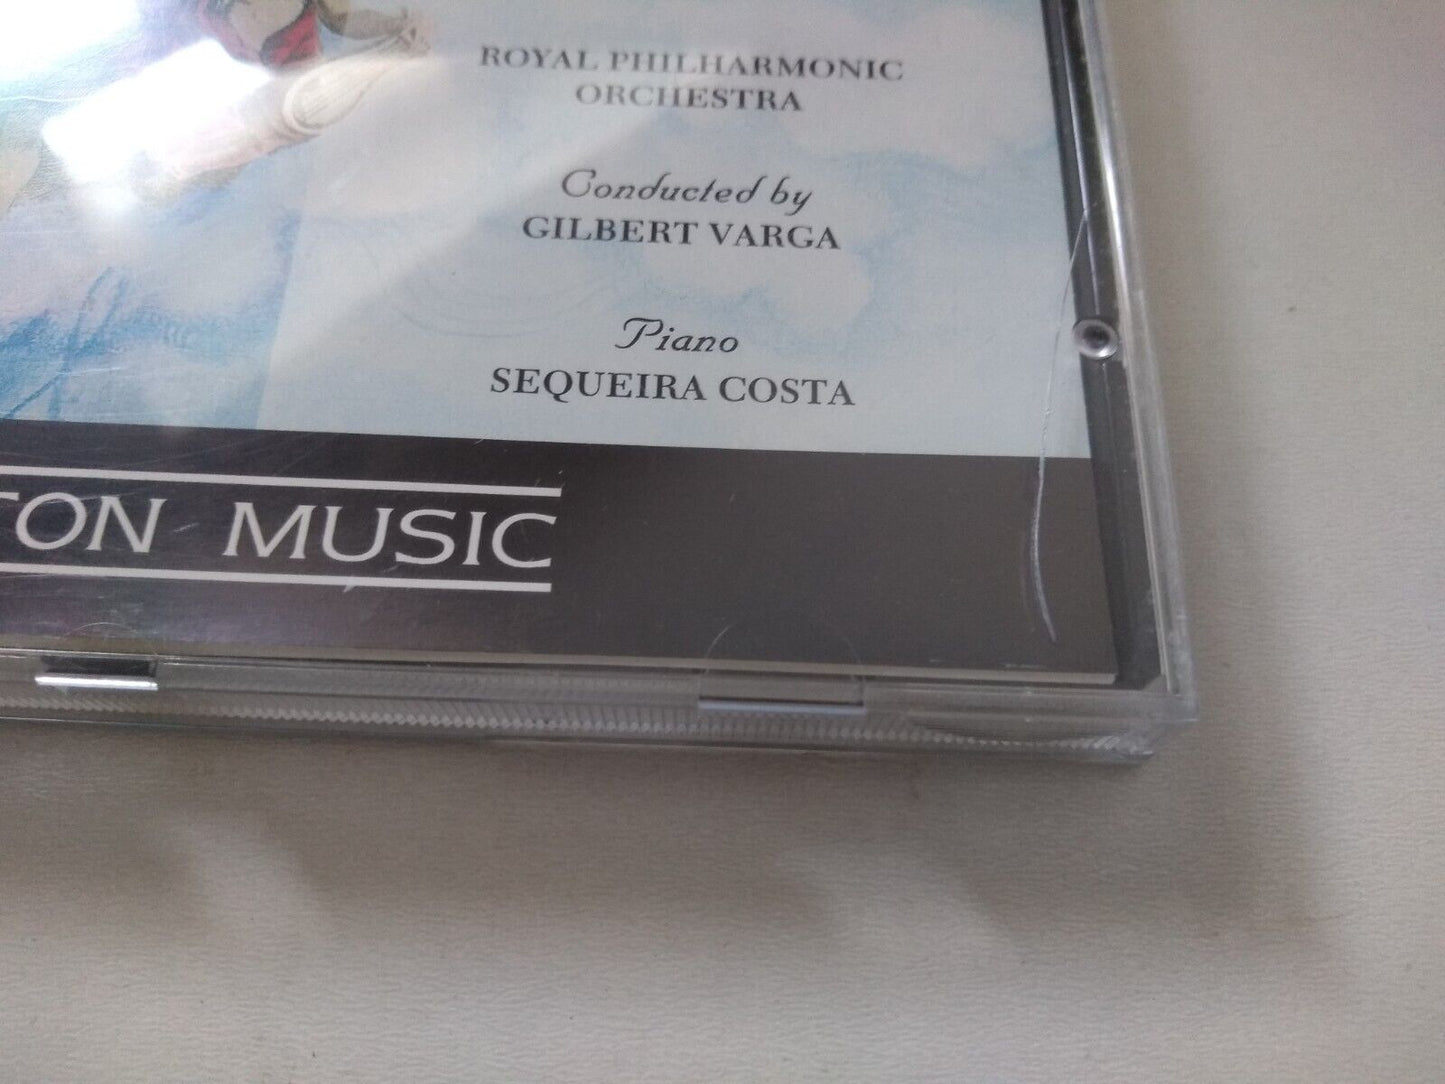 ROYAL PHILHARMONIC
ORCHESTRA
Conducted by
GILBERT VARGA
Piano
SEQUEIRA COSTA
TON MUSIC